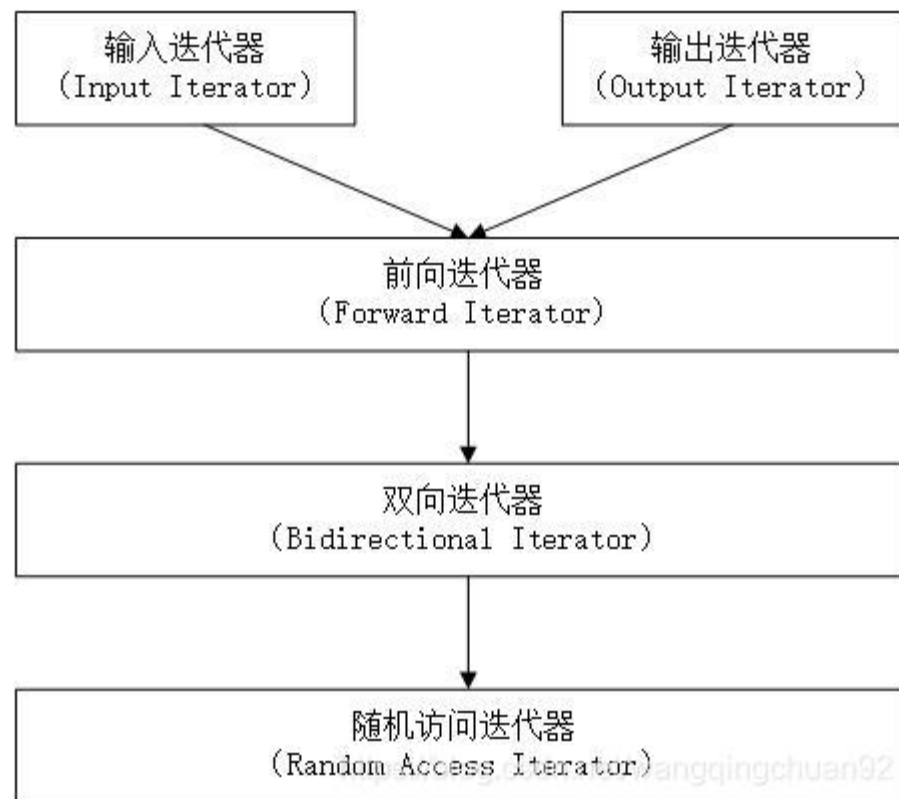 输入迭代器
(Input Iterator)
输出迭代器
(Output Iterator)
前向迭代器
(Forward Iterator)
双向迭代器
(Bidirectional Iterator)
随机访问迭代器
(Random Access Iterator)
wangqingchuan92